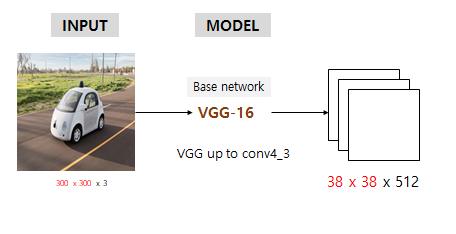 INPUT
MODEL
Base network
VGG-16
VGG up to conv4_3
300 x 300 x 3
38 x 38 x 512